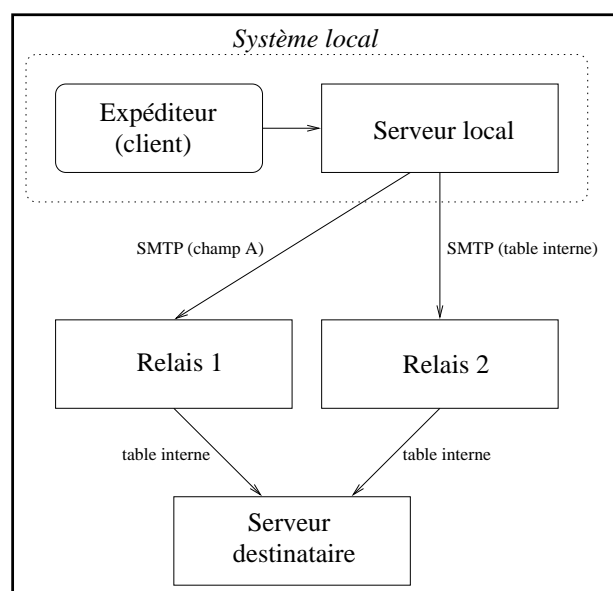 Système local
Expéditeur
(client)
Serveur local
SMTP (champ A)
SMTP (table interne)
Relais 1
Relais 2
table interne
table interne
Serveur
destinataire